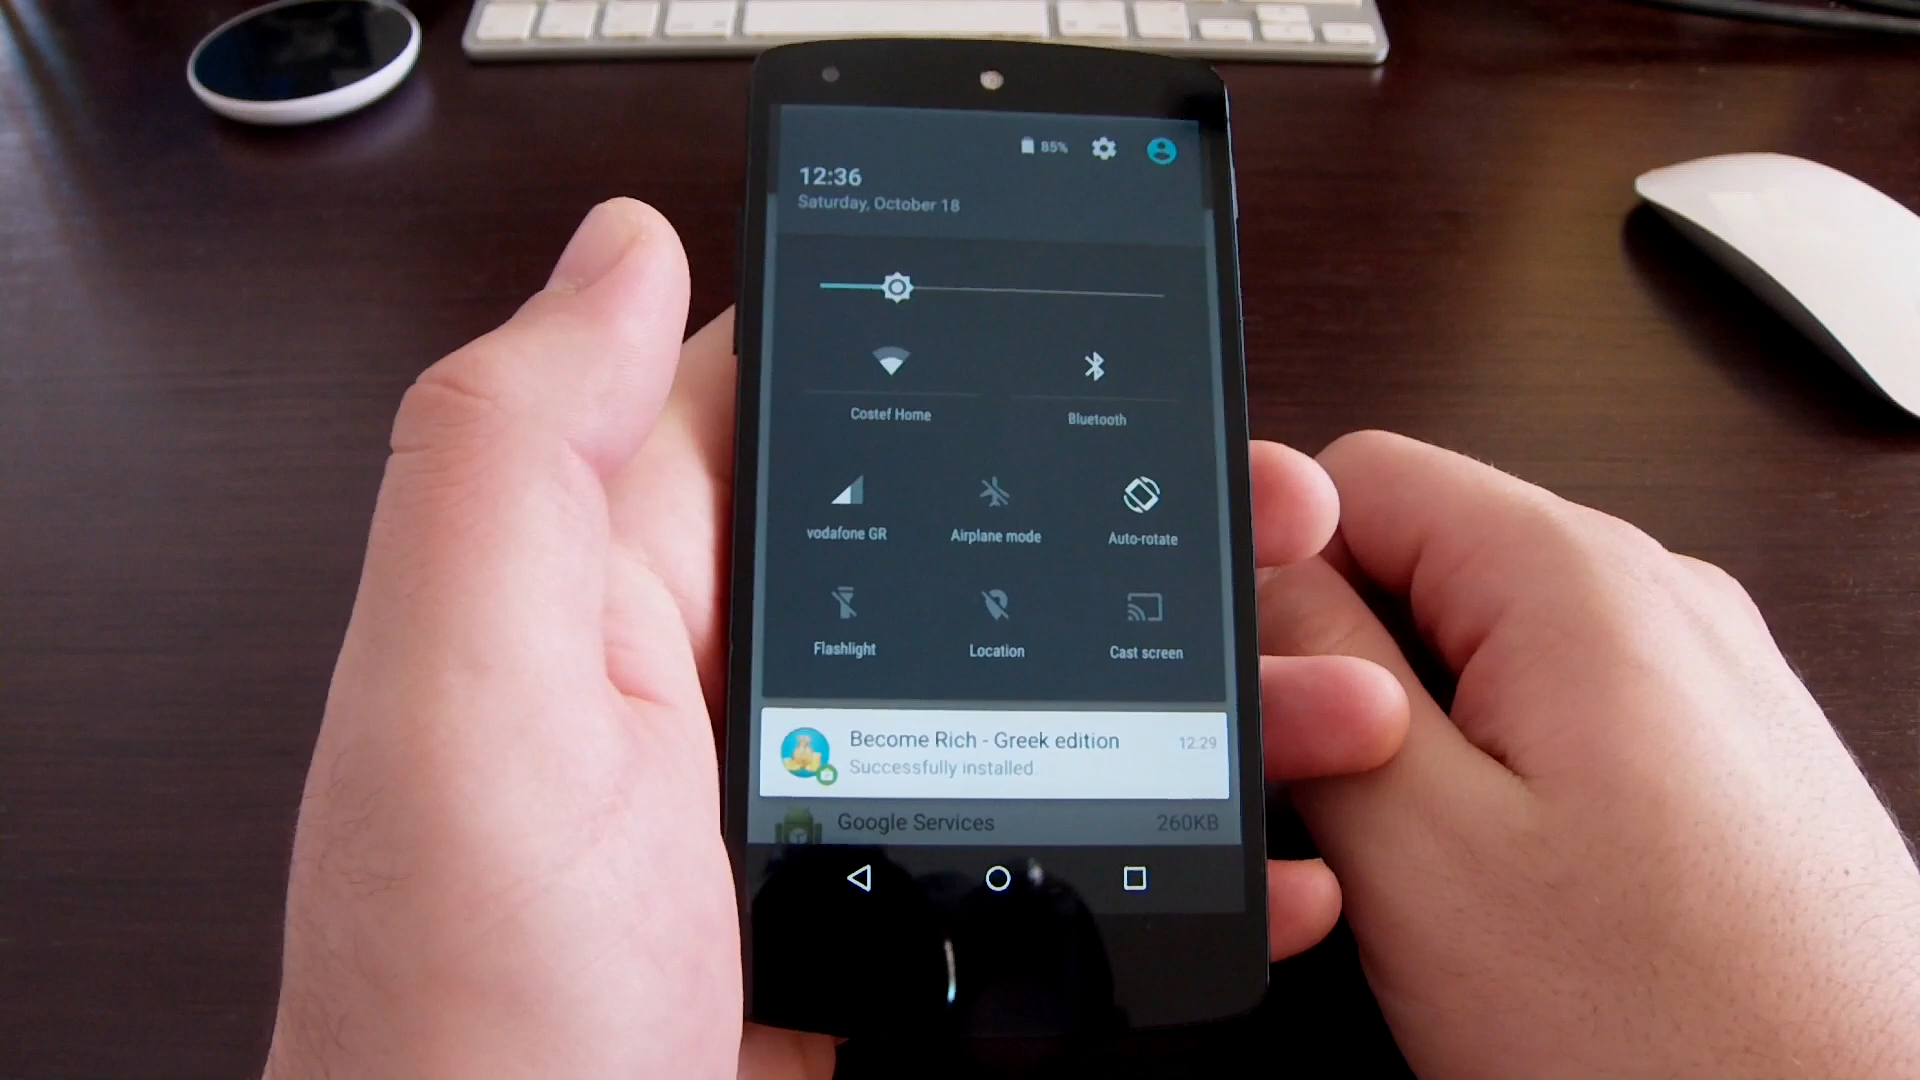 85%
12:36
Saturday, October 18
Costef Home
Bluetooth
vodafone GR
Airplane mode
Auto-rotate
Flashlight
Location
Cast screen
Become Rich - Greek edition
12:29
Successfully installed.
Google Services
260KB